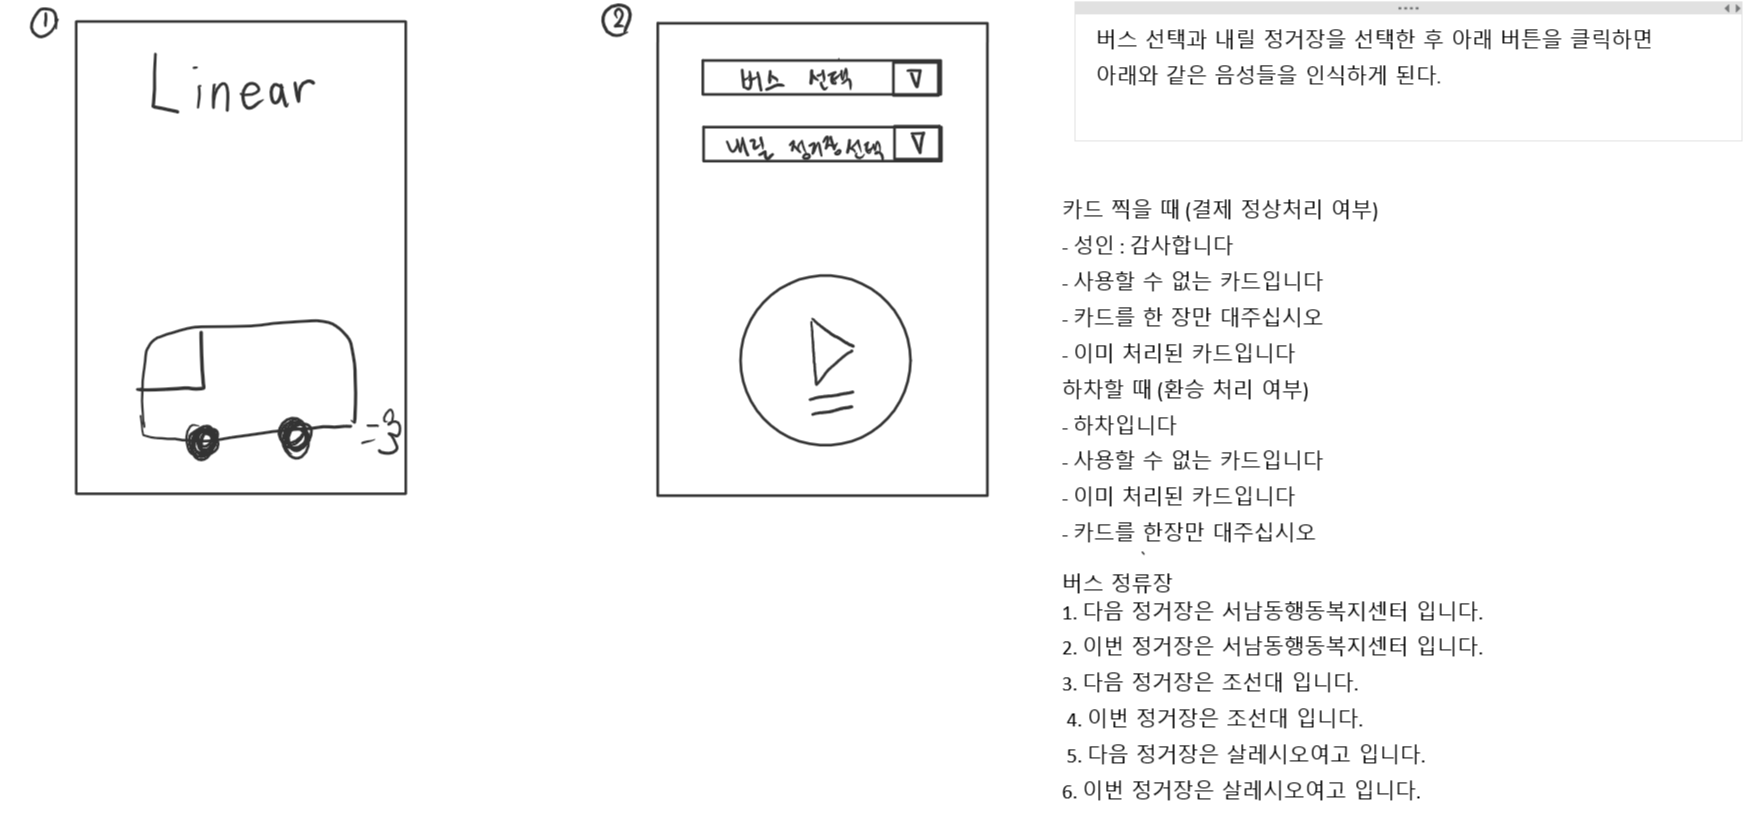 ①
Linear
②
버스 선택
내릴 정거장선택
버스 선택과 내릴 정거장을 선택한 후 아래 버튼을 클릭하면
아래와 같은 음성들을 인식하게 된다.
카드 찍을 때 (결제 정상처리 여부)
- 성인 : 감사합니다
- 사용할 수 없는 카드입니다
- 카드를 한 장만 대주십시오
- 이미 처리된 카드입니다
하차할 때 (환승 처리 여부)
- 하차입니다
- 사용할 수 없는 카드입니다
- 이미 처리된 카드입니다
- 카드를 한장만 대주십시오
버스 정류장
1. 다음 정거장은 서남동행동복지센터 입니다.
2. 이번 정거장은 서남동행동복지센터 입니다.
3. 다음 정거장은 조선대 입니다.
4. 이번 정거장은 조선대 입니다.
5. 다음 정거장은 살레시오여고 입니다.
6. 이번 정거장은 살레시오여고 입니다.